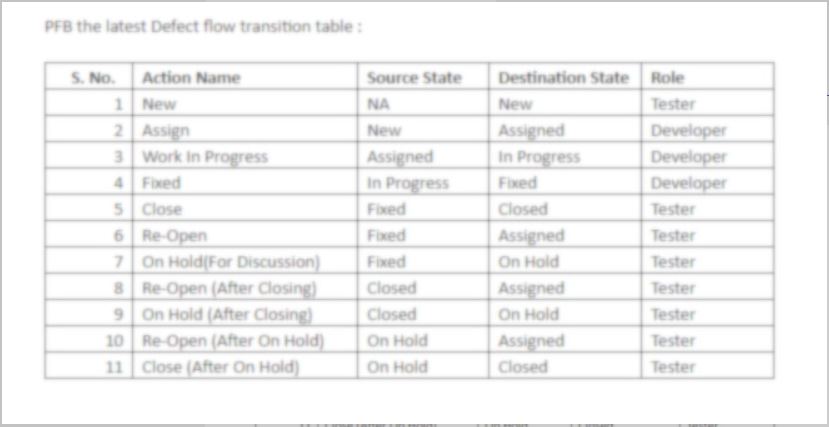 PFB the latest Defect flow transition table :
S. No. Action Name Source State Destination State Role
1 New NA New Tester
2 Assign New Assigned Developer
3 Work In Progress Assigned In Progress Developer
4 Fixed In Progress Fixed Developer
5 Close Fixed Closed Tester
6 Re-Open Fixed Assigned Tester
7 On Hold(For Discussion) Fixed On Hold Tester
8 Re-Open (After Closing) Closed Assigned Tester
9 On Hold (After Closing) Closed On Hold Tester
10 Re-Open (After On Hold) On Hold Assigned Tester
11 Close (After On Hold) On Hold Closed Tester